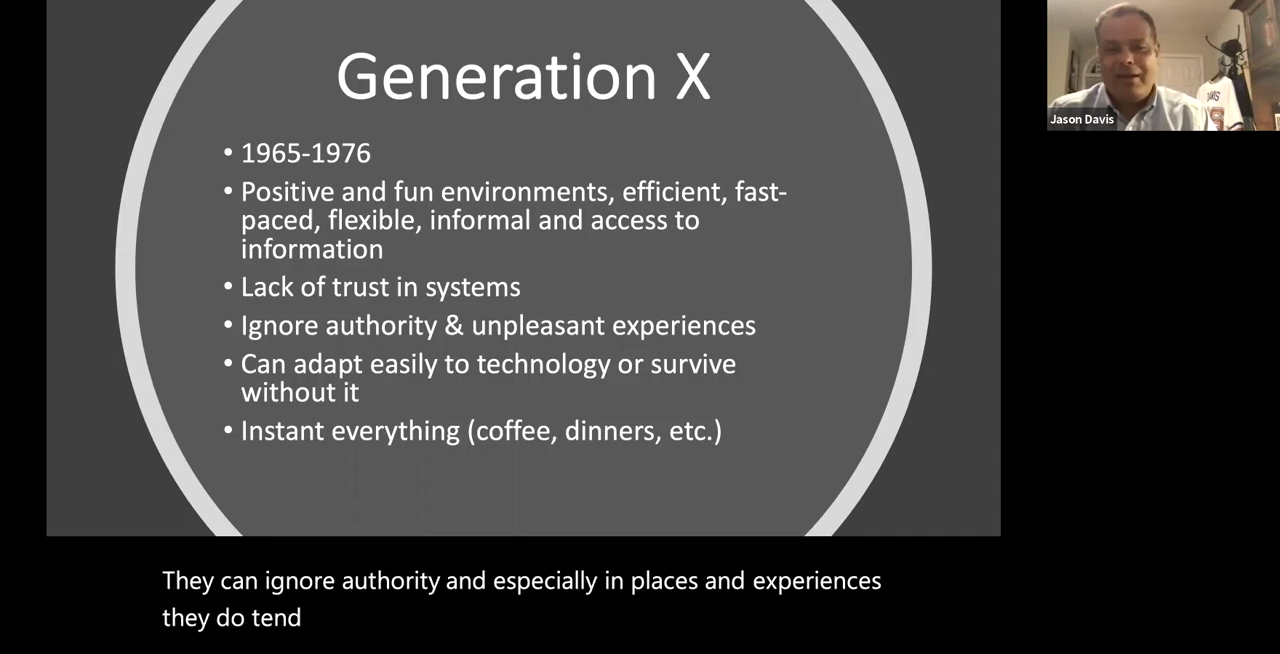 Generation X
• 1965-1976
• Positive and fun environments, efficient, fast-
paced, flexible, informal and access to
information
• Lack of trust in systems
• Ignore authority & unpleasant experiences
• Can adapt easily to technology or survive
without it
• Instant everything (coffee, dinners, etc.)
Jason Davis
They can ignore authority and especially in places and experiences
they do tend